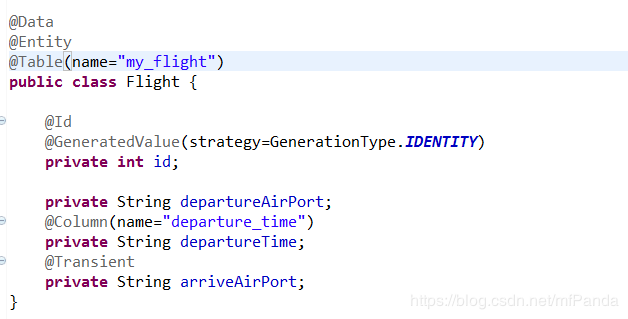 @Data
@Entity
@Table(name="my_flight")
public class Flight {
@Id
@GeneratedValue(strategy=GenerationType.IDENTITY)
private int id;
private String departureAirPort;
@Column(name="departure_time")
private String departureTime;
@Transient
private String arriveAirPort;
}
https://blog.csdn.net/mfPanda